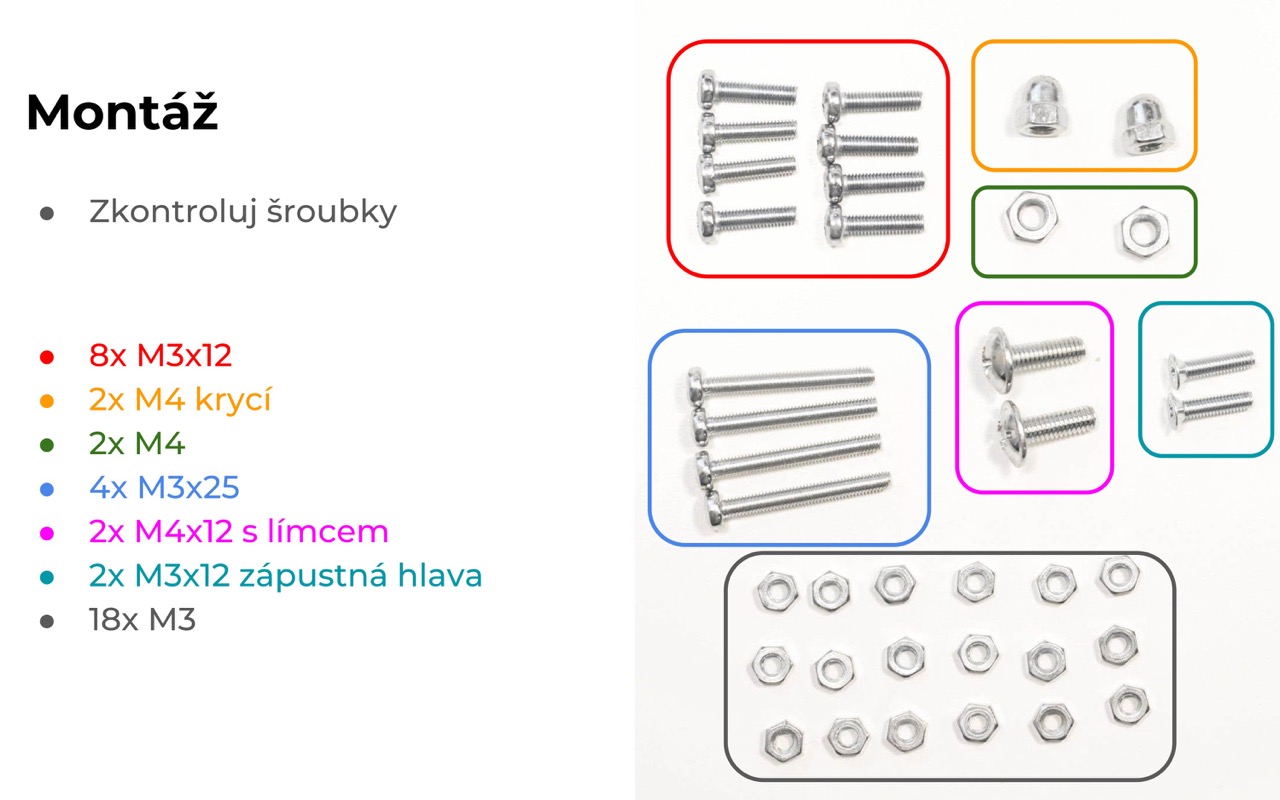 Montáž
Zkontroluj šroubky
8x M3x12
2x M4 krycí
2x M4
4x M3x25
2x M4x12 s límcem
2x M3x12 zápustná hlava
18x M3